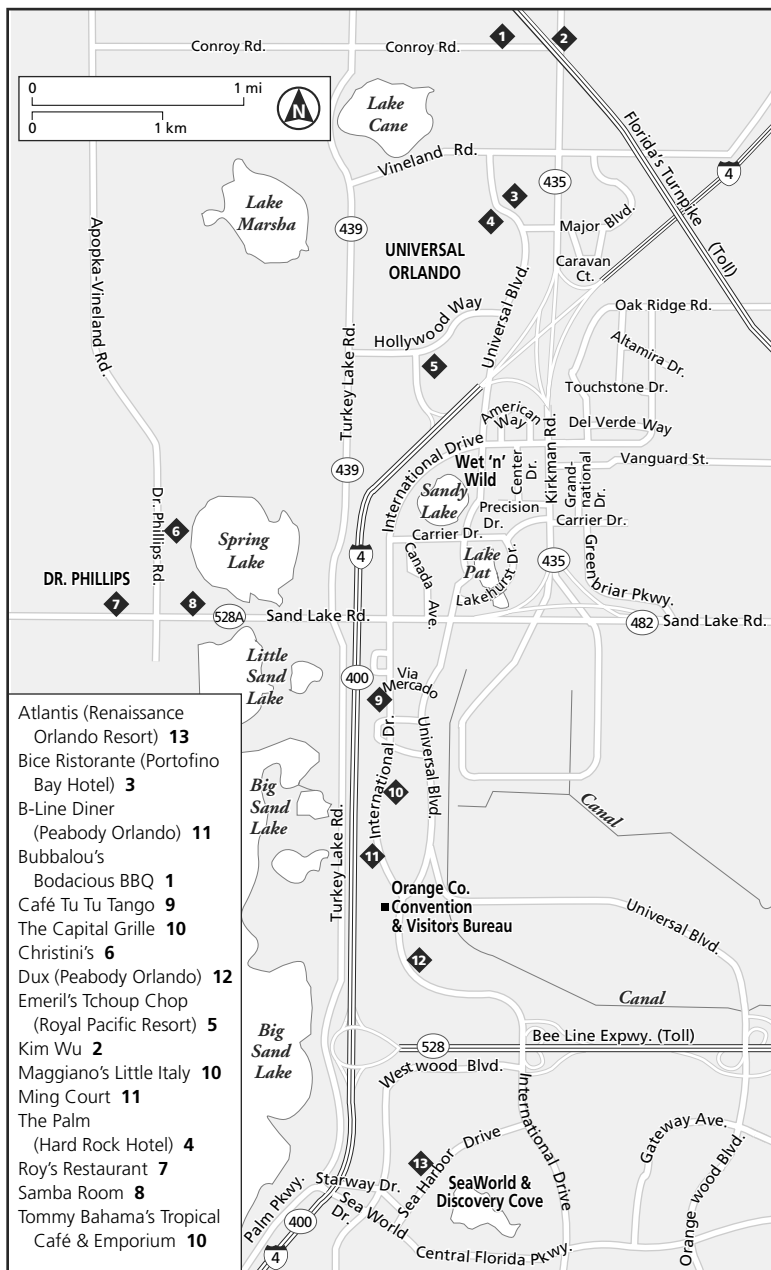 1
2
Conroy Rd.
Conroy Rd.
0 1 mi
0 1 km
N
Lake
Cane
Florida's Turnpike
(Toll)
Vineland Rd.
4
435
3
Lake
Marsha
439
4
Major Blvd.
UNIVERSAL
ORLANDO
Caravan
Ct.
Apopka-Vineland Rd.
Universal Blvd.
Hollywood Way
Oak Ridge Rd.
Turkey Lake Rd.
5
Altamira Dr.
Touchstone Dr.
American
Way
Del Verde Way
International Drive
Kirkman Rd.
439
Wet 'n'
Wild
Center
Dr.
Grand-
national
Dr.
Vanguard St.
Dr. Phillips Rd.
Sandy
Lake
Precision
Dr.
6
Spring
Lake
Carrier Dr.
Carrier Dr.
4
Canada
Ave.
Lake
Pat
Lakehurst Dr.
435
Greenbriar Pkwy.
DR. PHILLIPS
7
8
528A
Sand Lake Rd.
482
Sand Lake Rd.
Little
Sand
Lake
400
Via
Mercado
9
International Dr.
Universal Blvd.
Big
Sand
Lake
10
Canal
Turkey Lake Rd.
11
Orange Co.
Convention
& Visitors Bureau
Universal Blvd.
12
Canal
Big
Sand
Lake
528
Bee Line Expwy. (Toll)
Westwood Blvd.
International Drive
Gateway Ave.
Orangewood Blvd.
Sea Harbor Drive
13
SeaWorld &
Discovery Cove
Starway Dr.
Palm Pkwy.
Sea World
Dr.
400
4
Central Florida Pkwy.
Atlantis (Renaissance
Orlando Resort) 13
Bice Ristorante (Portofino
Bay Hotel) 3
B-Line Diner
(Peabody Orlando) 11
Bubbalou's
Bodacious BBQ 1
Café Tu Tu Tango 9
The Capital Grille 10
Christini's 6
Dux (Peabody Orlando) 12
Emeril's Tchoup Chop
(Royal Pacific Resort) 5
Kim Wu 2
Maggiano's Little Italy 10
Ming Court 11
The Palm
(Hard Rock Hotel) 4
Roy's Restaurant 7
Samba Room 8
Tommy Bahama's Tropical
Café & Emporium 10